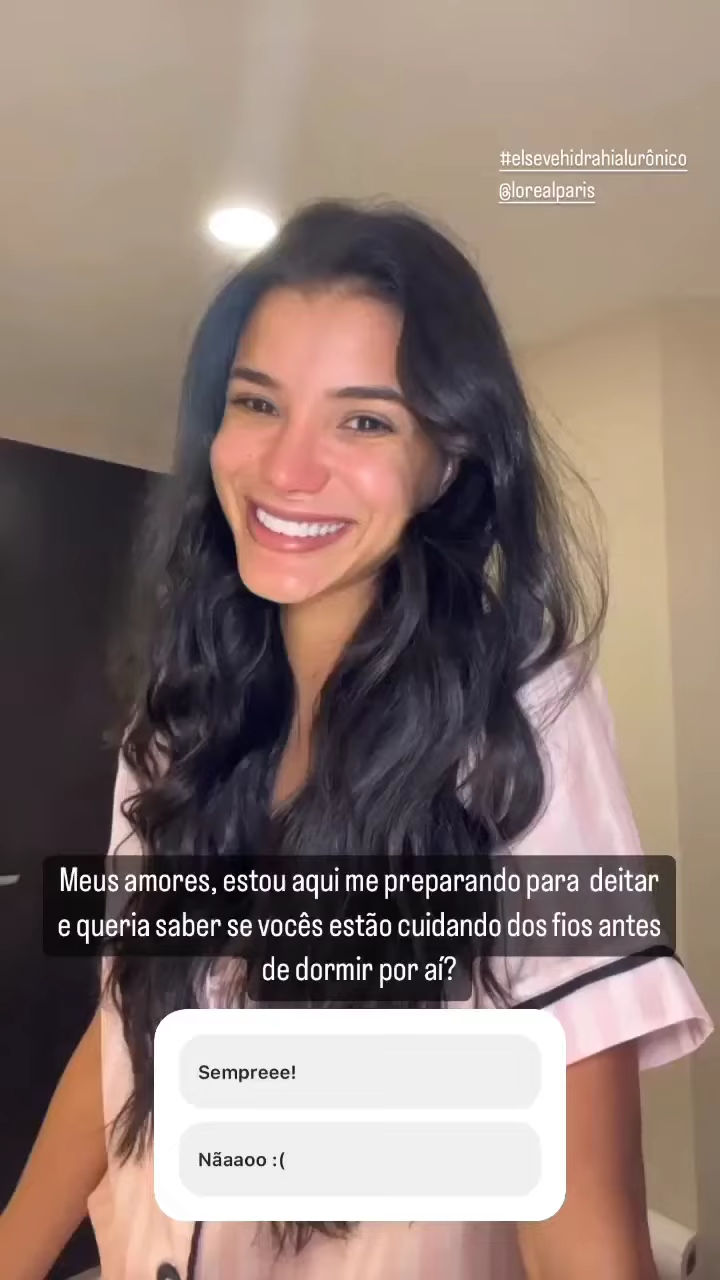 #elsevehidrahialurônico
@lorealparis
Meus amores, estou aqui me preparando para  deitar
e queria saber se vocês estão cuidando dos fios antes
de dormir por aí?
Sempreee!
Nãaaoo :(